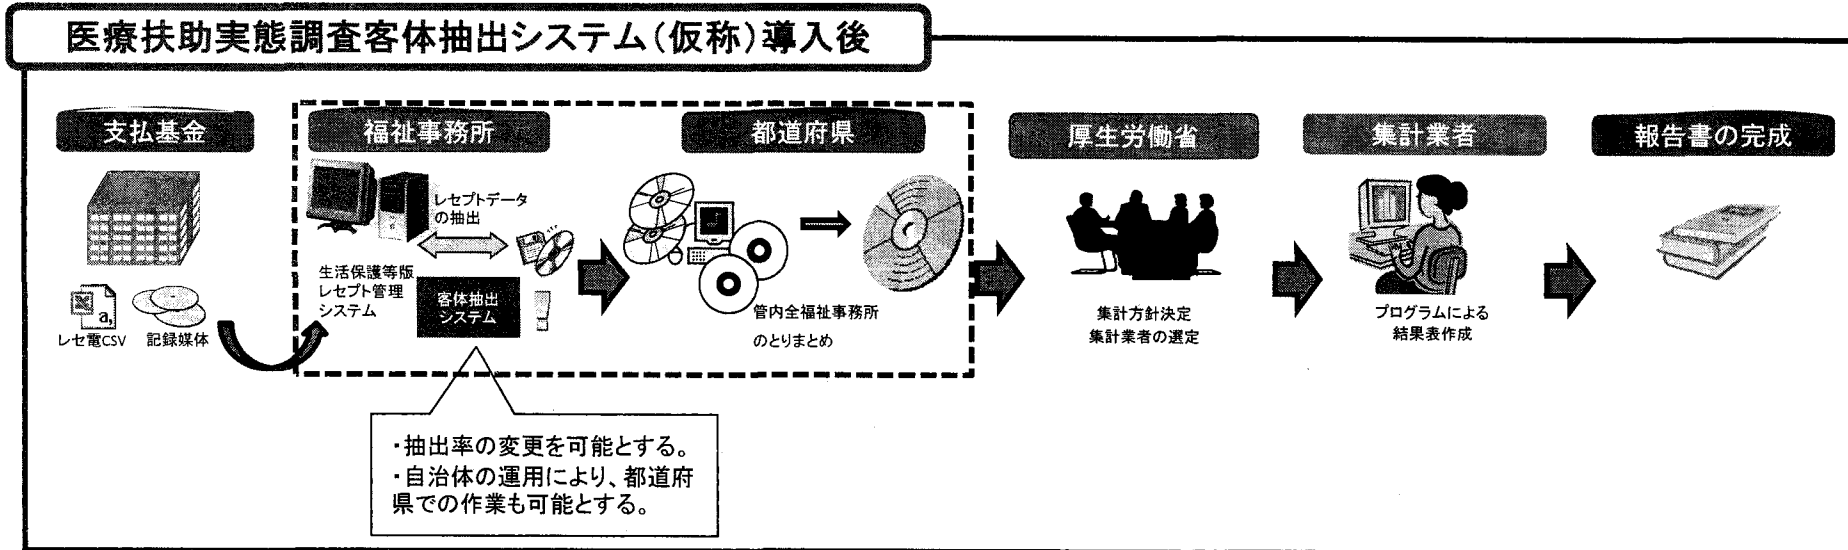 医療扶助実態調査客体抽出システム(仮称)導入後
支払基金
レセ電CSV
記録媒体
福祉事務所
レセプトデータ
の抽出
生活保護等版
レセプト管理
システム
客体抽出
システム
・抽出率の変更を可能とする。
・自治体の運用により、都道府
県での作業も可能とする。
都道府県
管内全福祉事務所
のとりまとめ
厚生労働省
集計方針決定
集計業者の選定
集計業者
プログラムによる
結果表作成
報告書の完成